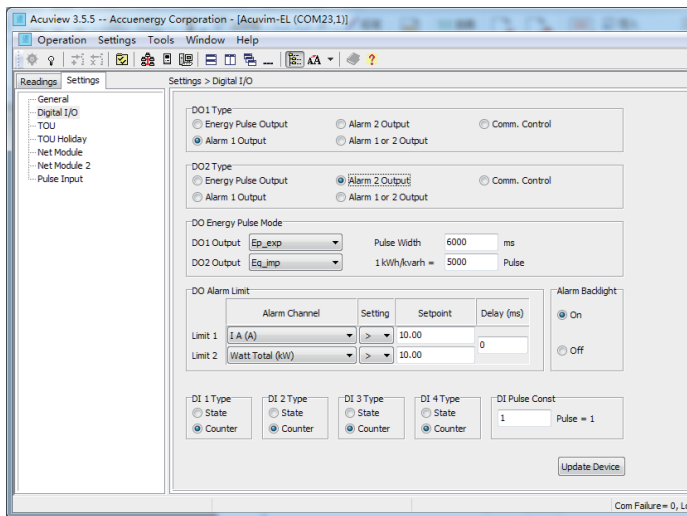 Acuview 3.5.5 -- Accuenergy Corporation - [Acuvim-EL (COM23,1)]
Operation Settings Tools Window Help
AA ?
Readings Settings
Settings > Digital I/O
General
Digital I/O
TOU
TOU Holiday
Net Module
Net Module 2
Pulse Input
DO1 Type
Energy Pulse Output Alarm 2 Output Comm. Control
Alarm 1 Output Alarm 1 or 2 Output
DO2 Type
Energy Pulse Output Alarm 2 Output Comm. Control
Alarm 1 Output Alarm 1 or 2 Output
DO Energy Pulse Mode
DO1 Output Ep_exp Pulse Width 6000 ms
DO2 Output Eq_imp 1 kWh/kvarh = 5000 Pulse
DO Alarm Limit
Alarm Channel Setting Setpoint Delay (ms)
Limit 1 I A (A) > 10.00
0
Limit 2 Watt Total (kW) > 10.00
Alarm Backlight
On
Off
DI 1 Type
State
Counter
DI 2 Type
State
Counter
DI 3 Type
State
Counter
DI 4 Type
State
Counter
DI Pulse Const
1 Pulse = 1
Update Device
Com Failure= 0, Lo